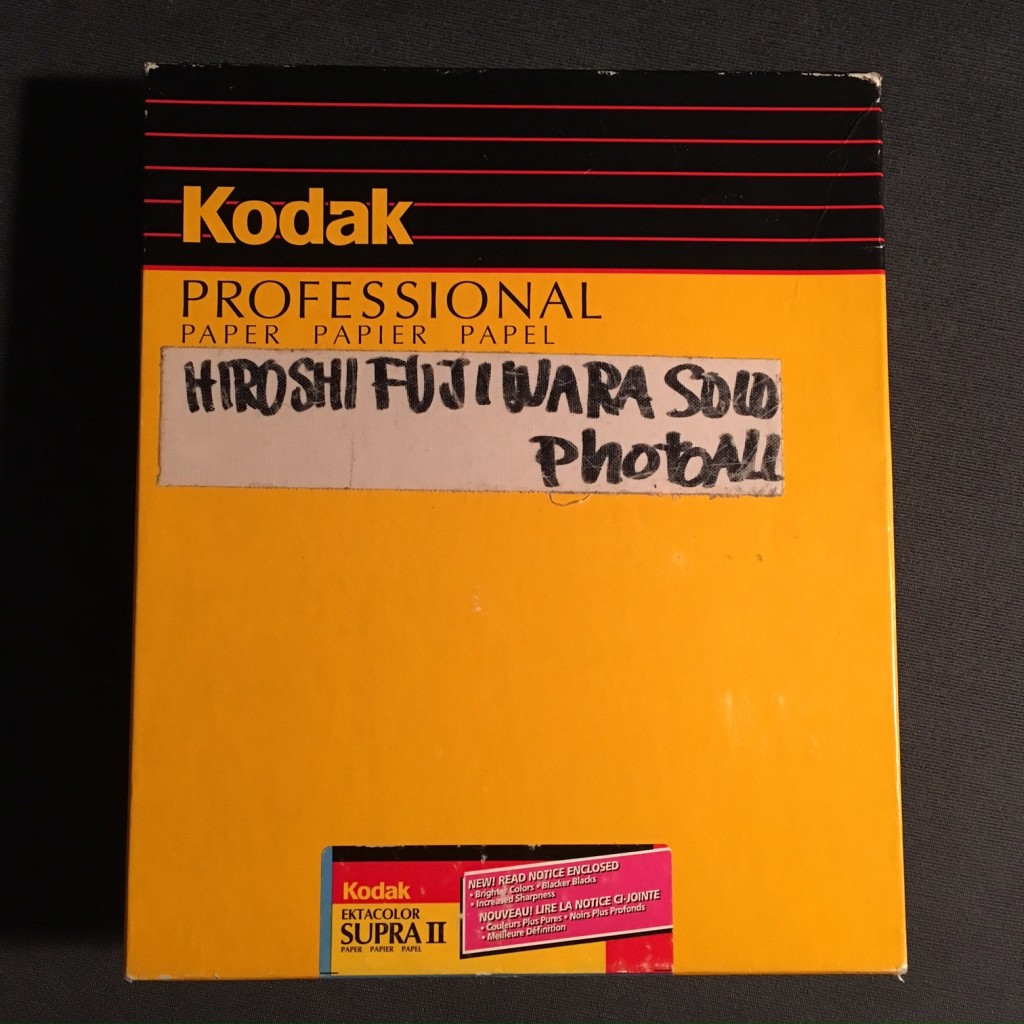 Kodak
PROFESSIONAL
PAPER PAPIER PAPEL
HIROSHI FUJIWARA SOLO
PhotoALL
Kodak
EKTACOLOR
SUPRA II
PAPER PAPIER PAPEL
NEW! READ NOTICE ENCLOSED
• Brighter Colors • Blacker Blacks
• Increased Sharpness
NOUVEAU! LIRE LA NOTICE CI-JOINTE
• Couleurs Plus Pures • Noirs Plus Profonds
• Meilleure Définition